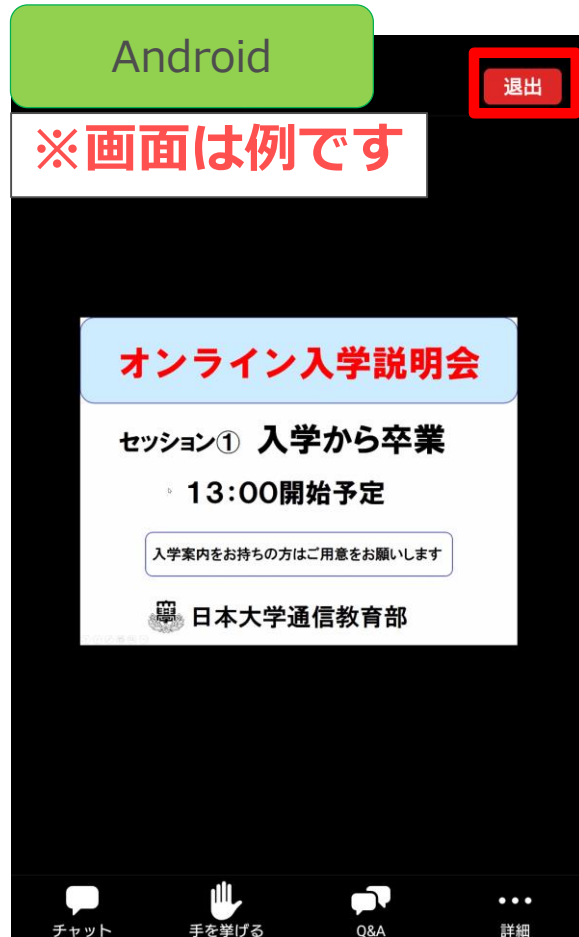 Android
退出
※画面は例です
オンライン入学説明会
セッション① 入学から卒業
13:00開始予定
入学案内をお持ちの方はご用意をお願いします
日本大学通信教育部
チャット
手を挙げる
Q&A
詳細